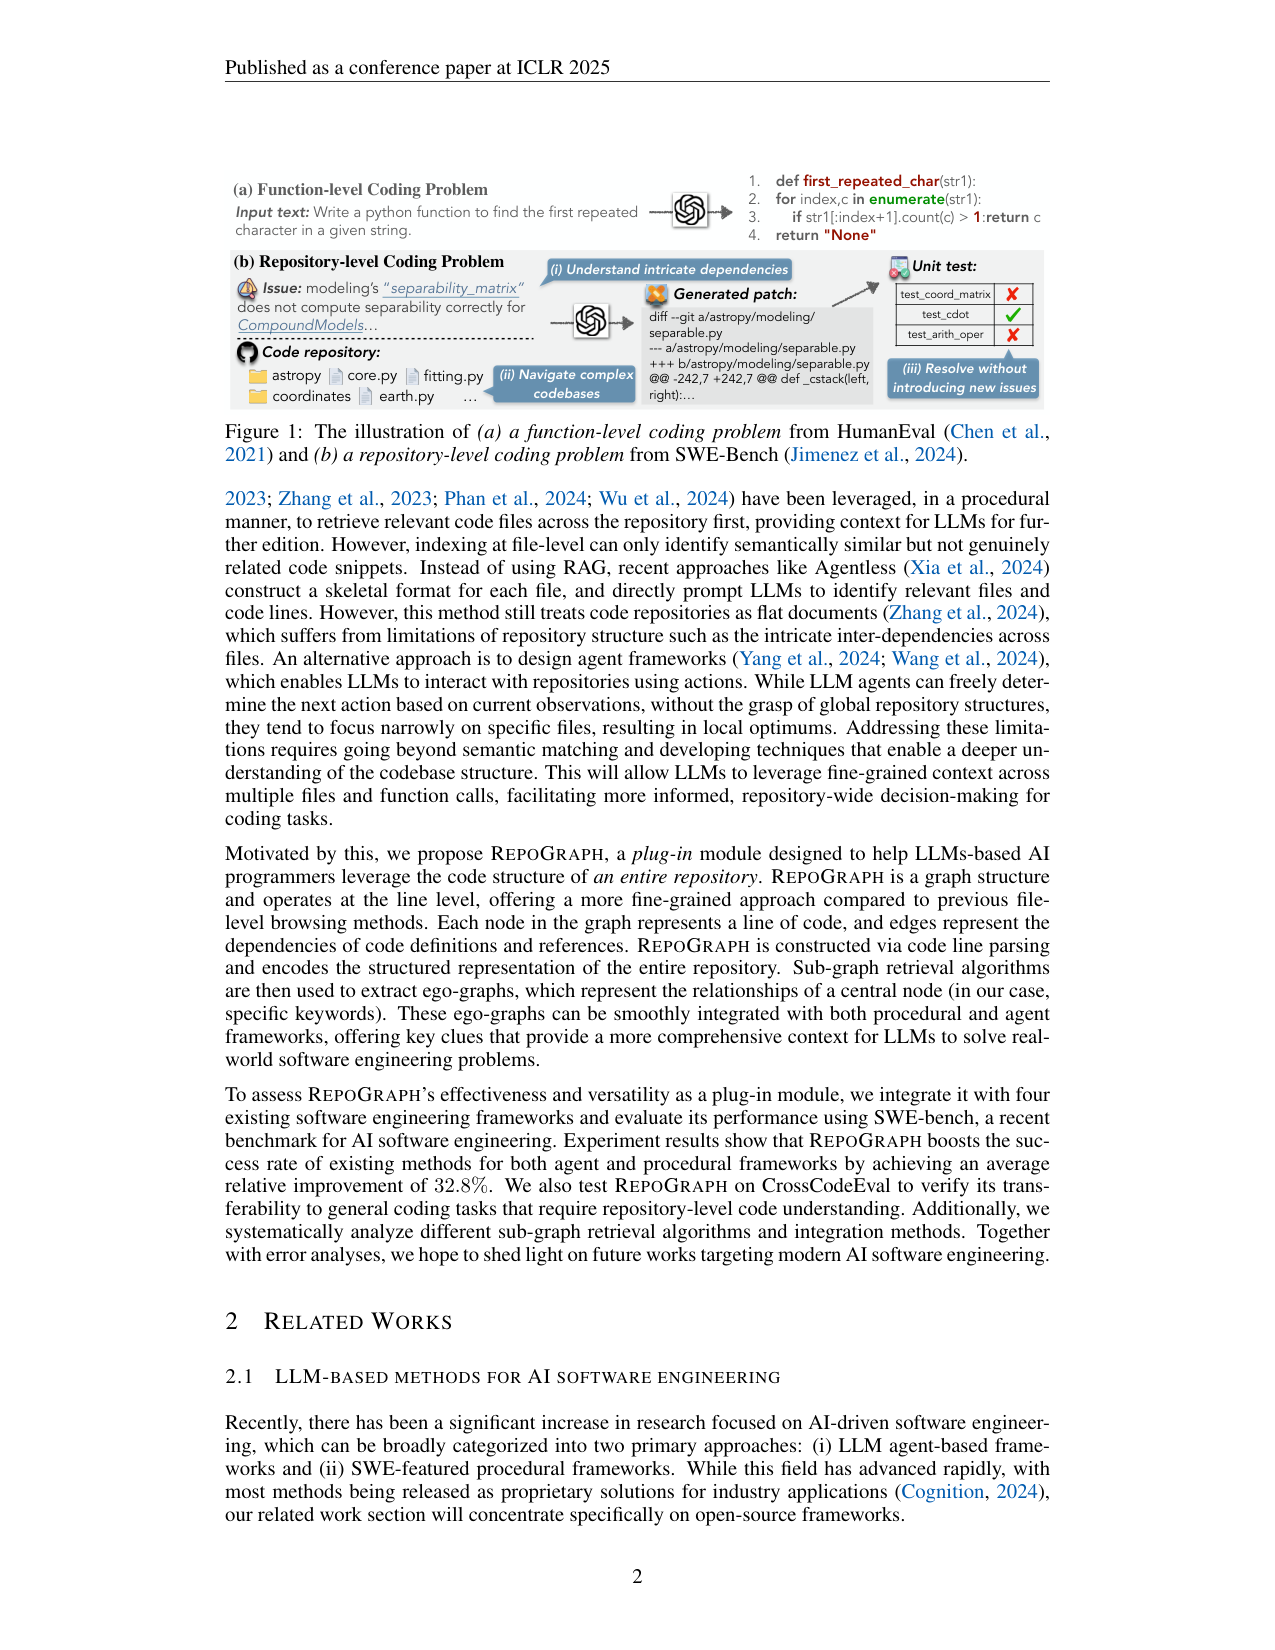 Published as a conference paper at ICLR 2025
(a) Function-level Coding Problem
Input text: Write a python function to find the first repeated
character in a given string.
1. def first_repeated_char(str1):
2. for index,c in enumerate(str1):
3. if str1[:index+1].count(c) > 1:return c
4. return "None"
(b) Repository-level Coding Problem
Issue: modeling's "separability_matrix"
does not compute separability correctly for
CompoundModels…
Code repository:
astropy core.py fitting.py
coordinates earth.py …
(i) Understand intricate dependencies
(ii) Navigate complex
codebases
Generated patch:
diff --git a/astropy/modeling/
separable.py
--- a/astropy/modeling/separable.py
+++ b/astropy/modeling/separable.py
@@ -242,7 +242,7 @@ def _cstack(left,
right):…
Unit test:
test_coord_matrix ✘
test_cdot ✓
test_arith_oper ✘
(iii) Resolve without
introducing new issues
Figure 1: The illustration of (a) a function-level coding problem from HumanEval (Chen et al.,
2021) and (b) a repository-level coding problem from SWE-Bench (Jimenez et al., 2024).
2023; Zhang et al., 2023; Phan et al., 2024; Wu et al., 2024) have been leveraged, in a procedural
manner, to retrieve relevant code files across the repository first, providing context for LLMs for fur-
ther edition. However, indexing at file-level can only identify semantically similar but not genuinely
related code snippets. Instead of using RAG, recent approaches like Agentless (Xia et al., 2024)
construct a skeletal format for each file, and directly prompt LLMs to identify relevant files and
code lines. However, this method still treats code repositories as flat documents (Zhang et al., 2024),
which suffers from limitations of repository structure such as the intricate inter-dependencies across
files. An alternative approach is to design agent frameworks (Yang et al., 2024; Wang et al., 2024),
which enables LLMs to interact with repositories using actions. While LLM agents can freely deter-
mine the next action based on current observations, without the grasp of global repository structures,
they tend to focus narrowly on specific files, resulting in local optimums. Addressing these limita-
tions requires going beyond semantic matching and developing techniques that enable a deeper un-
derstanding of the codebase structure. This will allow LLMs to leverage fine-grained context across
multiple files and function calls, facilitating more informed, repository-wide decision-making for
coding tasks.
Motivated by this, we propose REPOGRAPH, a plug-in module designed to help LLMs-based AI
programmers leverage the code structure of an entire repository. REPOGRAPH is a graph structure
and operates at the line level, offering a more fine-grained approach compared to previous file-
level browsing methods. Each node in the graph represents a line of code, and edges represent the
dependencies of code definitions and references. REPOGRAPH is constructed via code line parsing
and encodes the structured representation of the entire repository. Sub-graph retrieval algorithms
are then used to extract ego-graphs, which represent the relationships of a central node (in our case,
specific keywords). These ego-graphs can be smoothly integrated with both procedural and agent
frameworks, offering key clues that provide a more comprehensive context for LLMs to solve real-
world software engineering problems.
To assess REPOGRAPH's effectiveness and versatility as a plug-in module, we integrate it with four
existing software engineering frameworks and evaluate its performance using SWE-bench, a recent
benchmark for AI software engineering. Experiment results show that REPOGRAPH boosts the suc-
cess rate of existing methods for both agent and procedural frameworks by achieving an average
relative improvement of 32.8%. We also test REPOGRAPH on CrossCodeEval to verify its trans-
ferability to general coding tasks that require repository-level code understanding. Additionally, we
systematically analyze different sub-graph retrieval algorithms and integration methods. Together
with error analyses, we hope to shed light on future works targeting modern AI software engineering.
2 RELATED WORKS
2.1 LLM-BASED METHODS FOR AI SOFTWARE ENGINEERING
Recently, there has been a significant increase in research focused on AI-driven software engineer-
ing, which can be broadly categorized into two primary approaches: (i) LLM agent-based frame-
works and (ii) SWE-featured procedural frameworks. While this field has advanced rapidly, with
most methods being released as proprietary solutions for industry applications (Cognition, 2024),
our related work section will concentrate specifically on open-source frameworks.
2